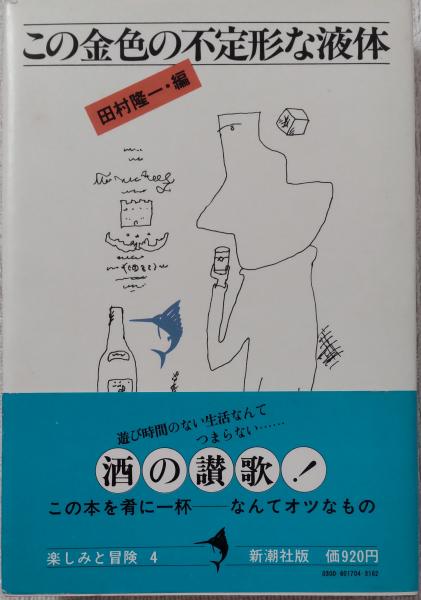 この金色の不定形な液体
田村隆一・編
遊び時間のない生活なんて
つまらない……
酒の讃歌!
この本を肴に一杯――なんてオツなもの
楽しみと冒険 4
新潮社版 価920円
0300-601704-3162